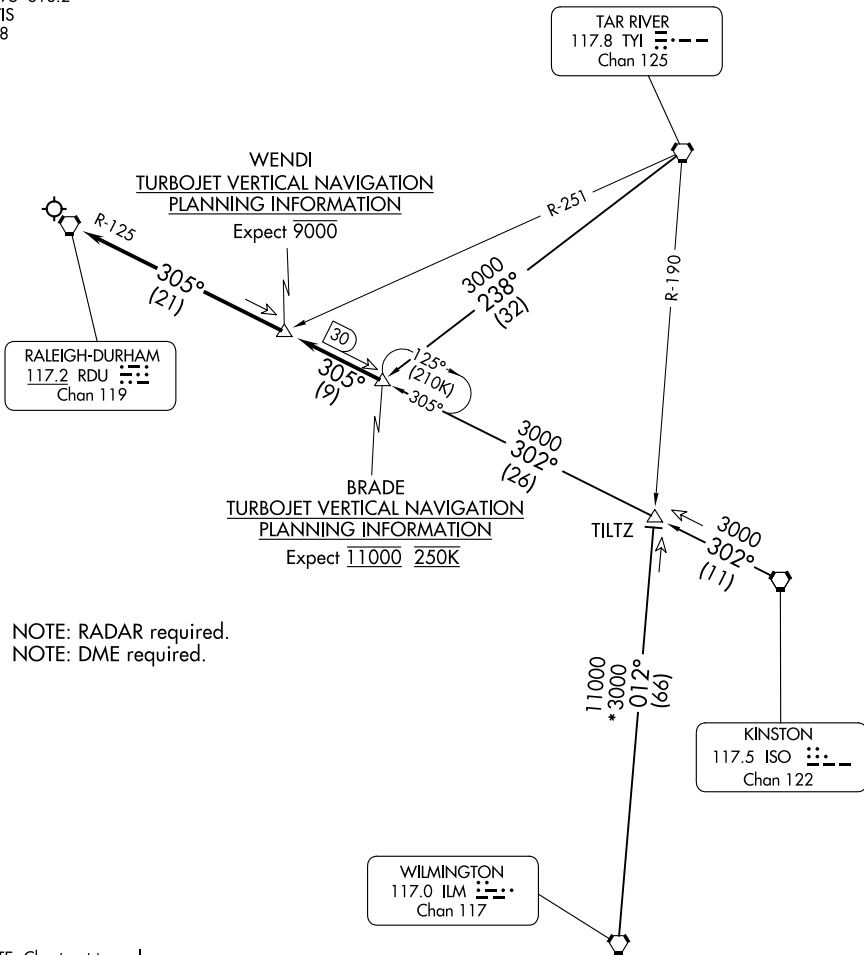 TAR RIVER
117.8 TYI
Chan 125
WENDI
TURBOJET VERTICAL NAVIGATION
PLANNING INFORMATION
Expect 9000
R-125
305°
(21)
R-251
3000
238°
(32)
R-190
RALEIGH-DURHAM
117.2 RDU
Chan 119
30
305°
(9)
125°
(210K)
305°
3000
302°
(26)
BRADE
TURBOJET VERTICAL NAVIGATION
PLANNING INFORMATION
Expect 11000 250K
TILTZ
3000
302°
(11)
NOTE: RADAR required.
NOTE: DME required.
11000
*3000
012°
(66)
KINSTON
117.5 ISO
Chan 122
WILMINGTON
117.0 ILM
Chan 117